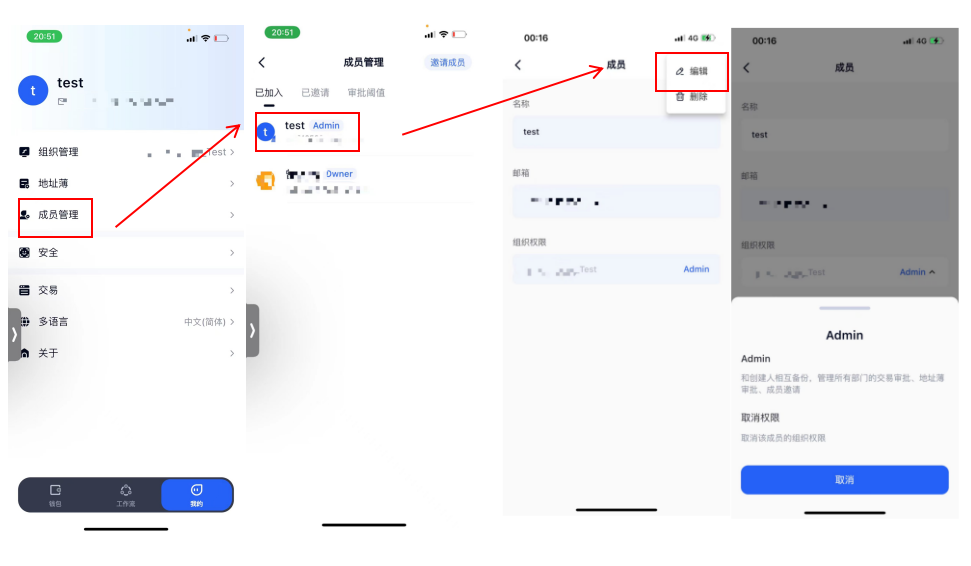 20:51
t
test
组织管理
Test
地址薄
成员管理
安全
交易
多语言
中文(简体)
关于
钱包
工作流
我的
20:51
成员管理
邀请成员
已加入
已邀请
审批阈值
t
test
Admin
Owner
00:16
4G
成员
编辑
删除
名称
test
邮箱
组织权限
Test
Admin
00:16
4G
成员
名称
test
邮箱
组织权限
Test
Admin
Admin
Admin
和创建人相互备份、管理所有部门的交易审批、地址薄
审批、成员邀请
取消权限
取消该成员的组织权限
取消